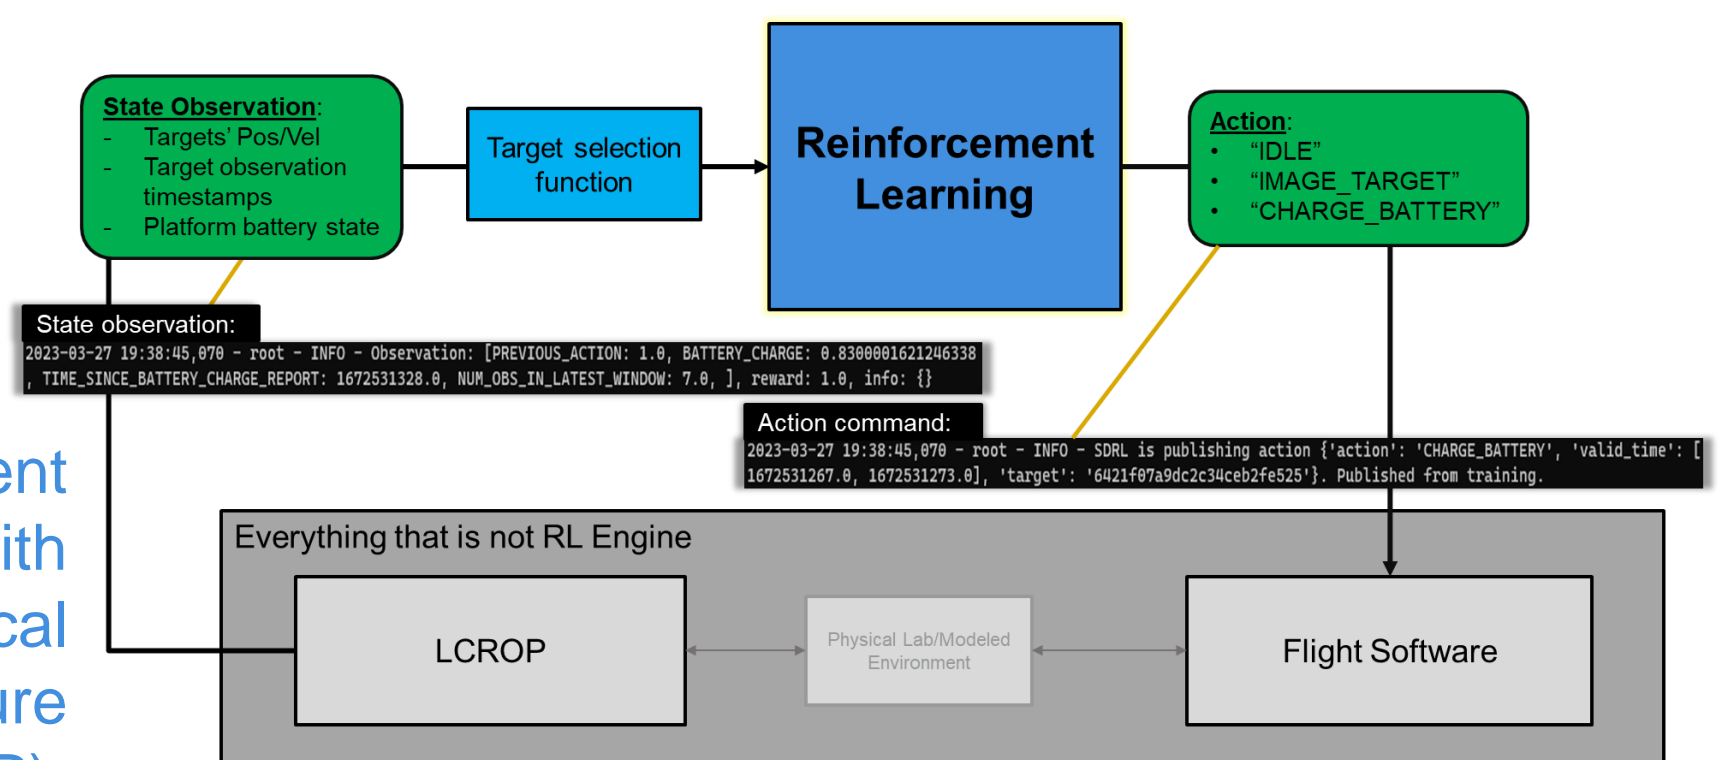 State Observation:
- Targets’ Pos/Vel
- Target observation
timestamps
- Platform battery state
Target selection
function
Reinforcement
Learning
Action:
• “IDLE”
• “IMAGE_TARGET”
• “CHARGE_BATTERY”
State observation:
2023-03-27 19:38:45,070 - root - INFO - Observation: [PREVIOUS_ACTION: 1.0, BATTERY_CHARGE: 0.8300001621246338
, TIME_SINCE_BATTERY_CHARGE_REPORT: 1672531328.0, NUM_OBS_IN_LATEST_WINDOW: 7.0, ], reward: 1.0, info: {}
Action command:
2023-03-27 19:38:45,070 - root - INFO - SDRL is publishing action {'action': 'CHARGE_BATTERY', 'valid_time': [
1672531267.0, 1672531273.0], 'target': '6421f07a9dc2c34ceb2fe525'}. Published from training.
ent
ith
cal
ure
Everything that is not RL Engine
LCROP
Physical Lab/Modeled
Environment
Flight Software